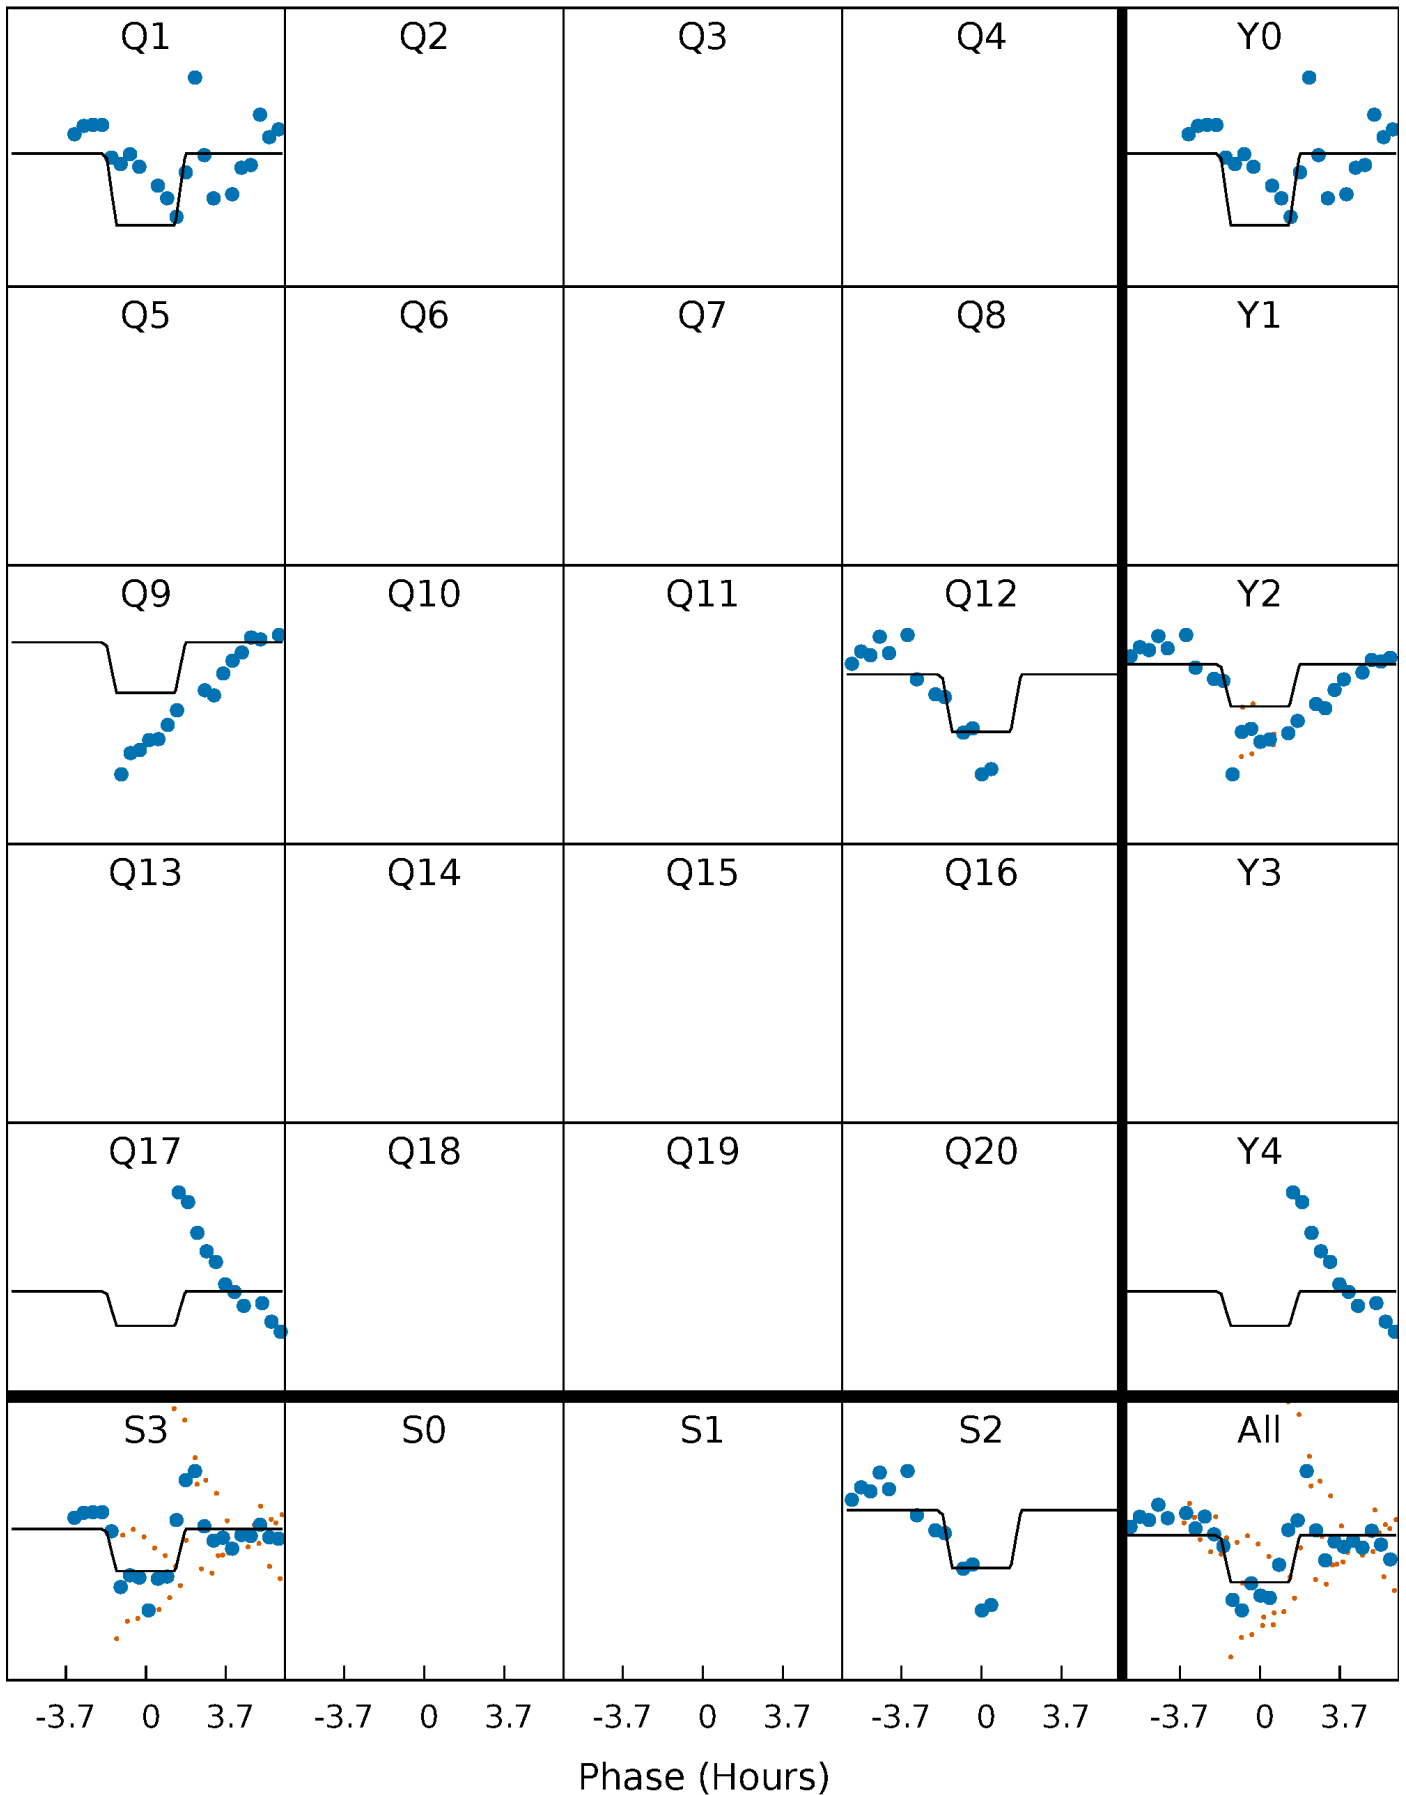 Q1 Q2 Q3 Q4 Y0
Q5 Q6 Q7 Q8 Y1
Q9 Q10 Q11 Q12 Y2
Q13 Q14 Q15 Q16 Y3
Q17 Q18 Q19 Q20 Y4
S3 S0 S1 S2 All
-3.7 0 3.7 -3.7 0 3.7 -3.7 0 3.7 -3.7 0 3.7 -3.7 0 3.7
Phase (Hours)